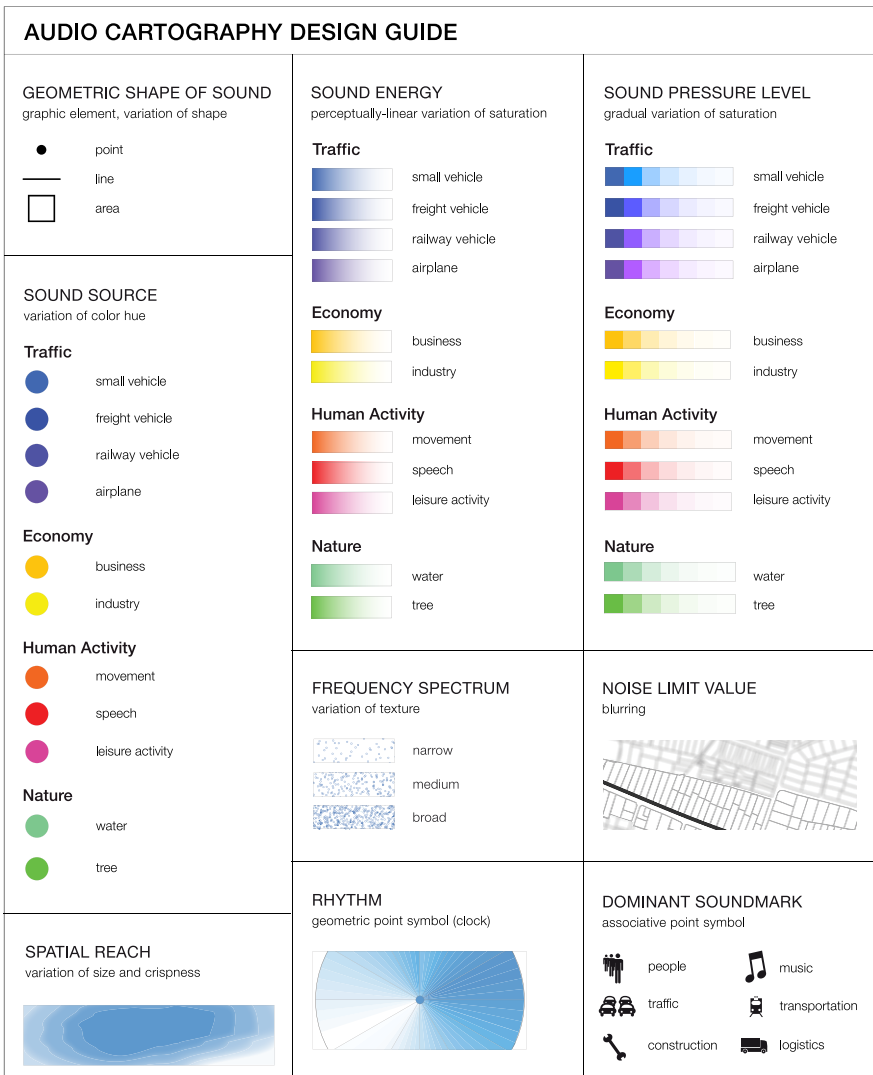 AUDIO CARTOGRAPHY DESIGN GUIDE
GEOMETRIC SHAPE OF SOUND
graphic element, variation of shape
point
line
area
SOUND SOURCE
variation of color hue
Traffic
small vehicle
freight vehicle
railway vehicle
airplane
Economy
business
industry
Human Activity
movement
speech
leisure activity
Nature
water
tree
SPATIAL REACH
variation of size and crispness
SOUND ENERGY
perceptually-linear variation of saturation
Traffic
small vehicle
freight vehicle
railway vehicle
airplane
Economy
business
industry
Human Activity
movement
speech
leisure activity
Nature
water
tree
FREQUENCY SPECTRUM
variation of texture
narrow
medium
broad
RHYTHM
geometric point symbol (clock)
SOUND PRESSURE LEVEL
gradual variation of saturation
Traffic
small vehicle
freight vehicle
railway vehicle
airplane
Economy
business
industry
Human Activity
movement
speech
leisure activity
Nature
water
tree
NOISE LIMIT VALUE
blurring
DOMINANT SOUNDMARK
associative point symbol
people
music
traffic
transportation
construction
logistics